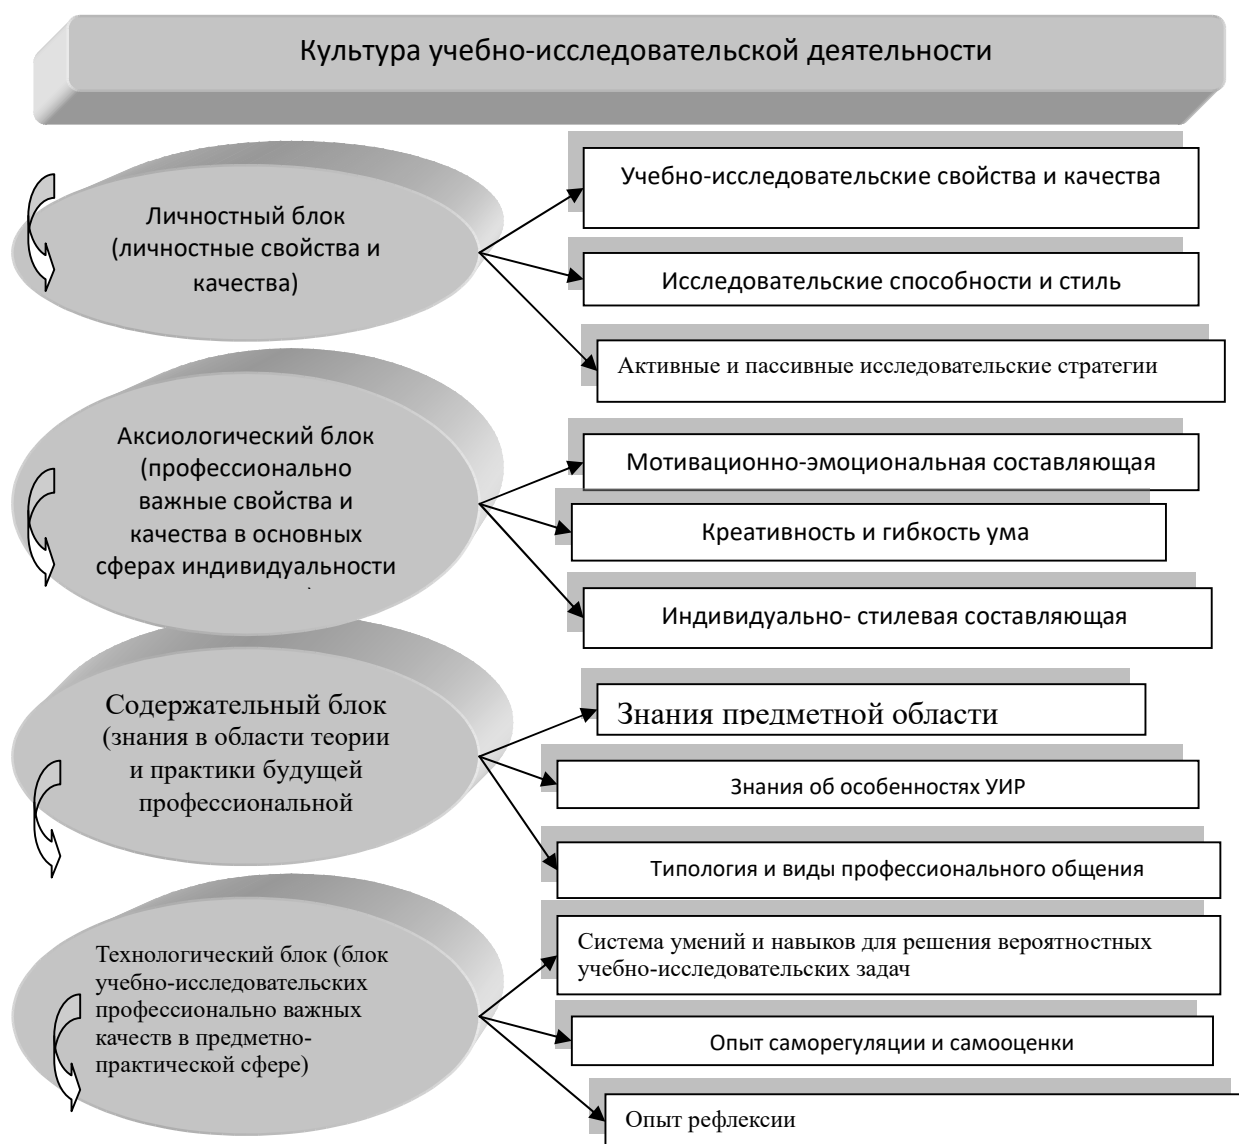 Культура учебно-исследовательской деятельности
Личностный блок
(личностные свойства и
качества)
Учебно-исследовательские свойства и качества
Исследовательские способности и стиль
Активные и пассивные исследовательские стратегии
Аксиологический блок
(профессионально
важные свойства и
качества в основных
сферах индивидуальности
Мотивационно-эмоциональная составляющая
Креативность и гибкость ума
Индивидуально- стилевая составляющая
Содержательный блок
(знания в области теории
и практики будущей
профессиональной
Знания предметной области
Знания об особенностях УИР
Типология и виды профессионального общения
Технологический блок (блок
учебно-исследовательских
профессионально важных
качеств в предметно-
практической сфере)
Система умений и навыков для решения вероятностных
учебно-исследовательских задач
Опыт саморегуляции и самооценки
Опыт рефлексии